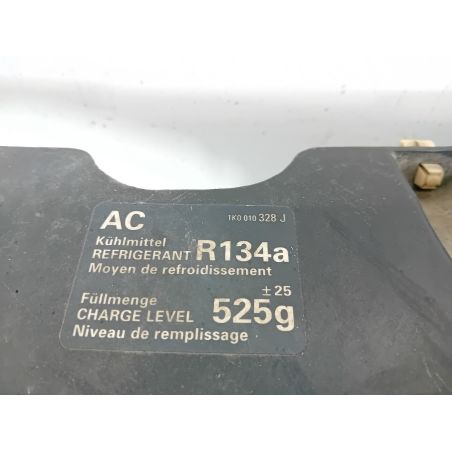 AC 1K0 010 328 J
Kühlmittel
REFRIGERANT R134a
Moyen de refroidissement
± 25
Füllmenge
CHARGE LEVEL 525g
Niveau de remplissage